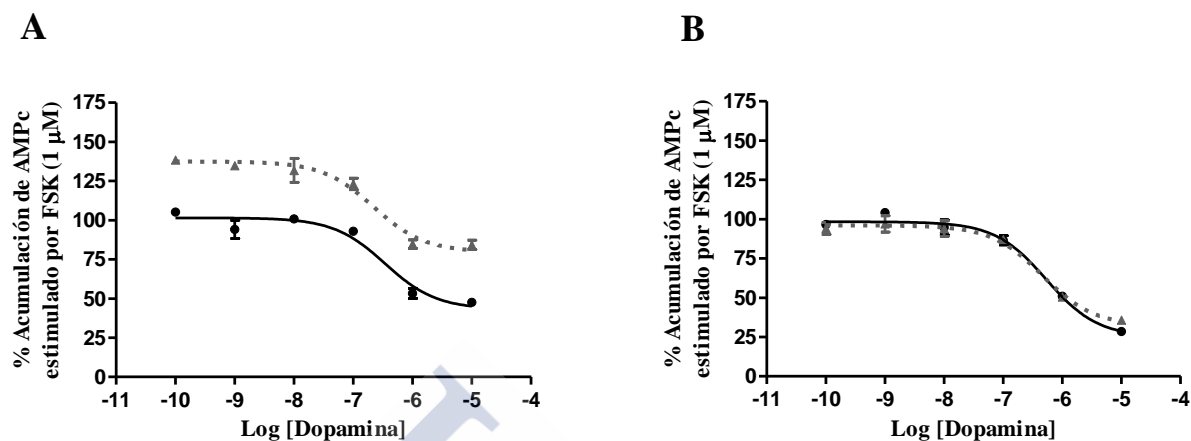 A
% Acumulación de AMPc
estimulado por FSK (1 µM)
175
150
125
100
75
50
25
0
-11 -10 -9 -8 -7 -6 -5 -4
Log [Dopamina]
B
% Acumulación de AMPc
estimulado por FSK (1 µM)
175
150
125
100
75
50
25
0
-11 -10 -9 -8 -7 -6 -5 -4
Log [Dopamina]